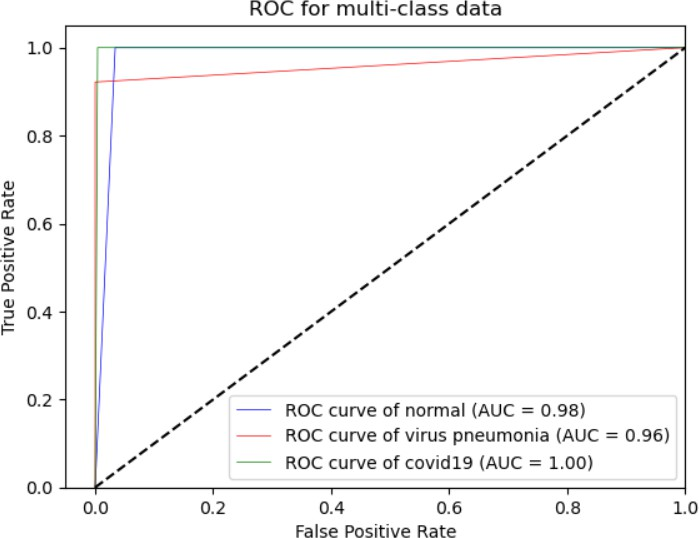 ROC for multi-class data
True Positive Rate
1.0
0.8
0.6
0.4
0.2
0.0
ROC curve of normal (AUC = 0.98)
ROC curve of virus pneumonia (AUC = 0.96)
ROC curve of covid19 (AUC = 1.00)
0.0 0.2 0.4 0.6 0.8 1.0
False Positive Rate